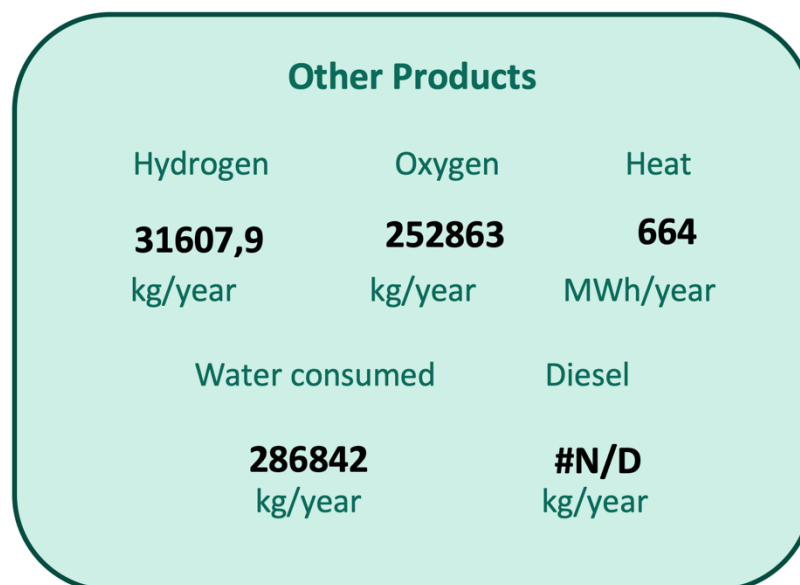 Other Products
Hydrogen Oxygen Heat
31607,9 252863 664
kg/year kg/year MWh/year
Water consumed Diesel
286842 #N/D
kg/year kg/year